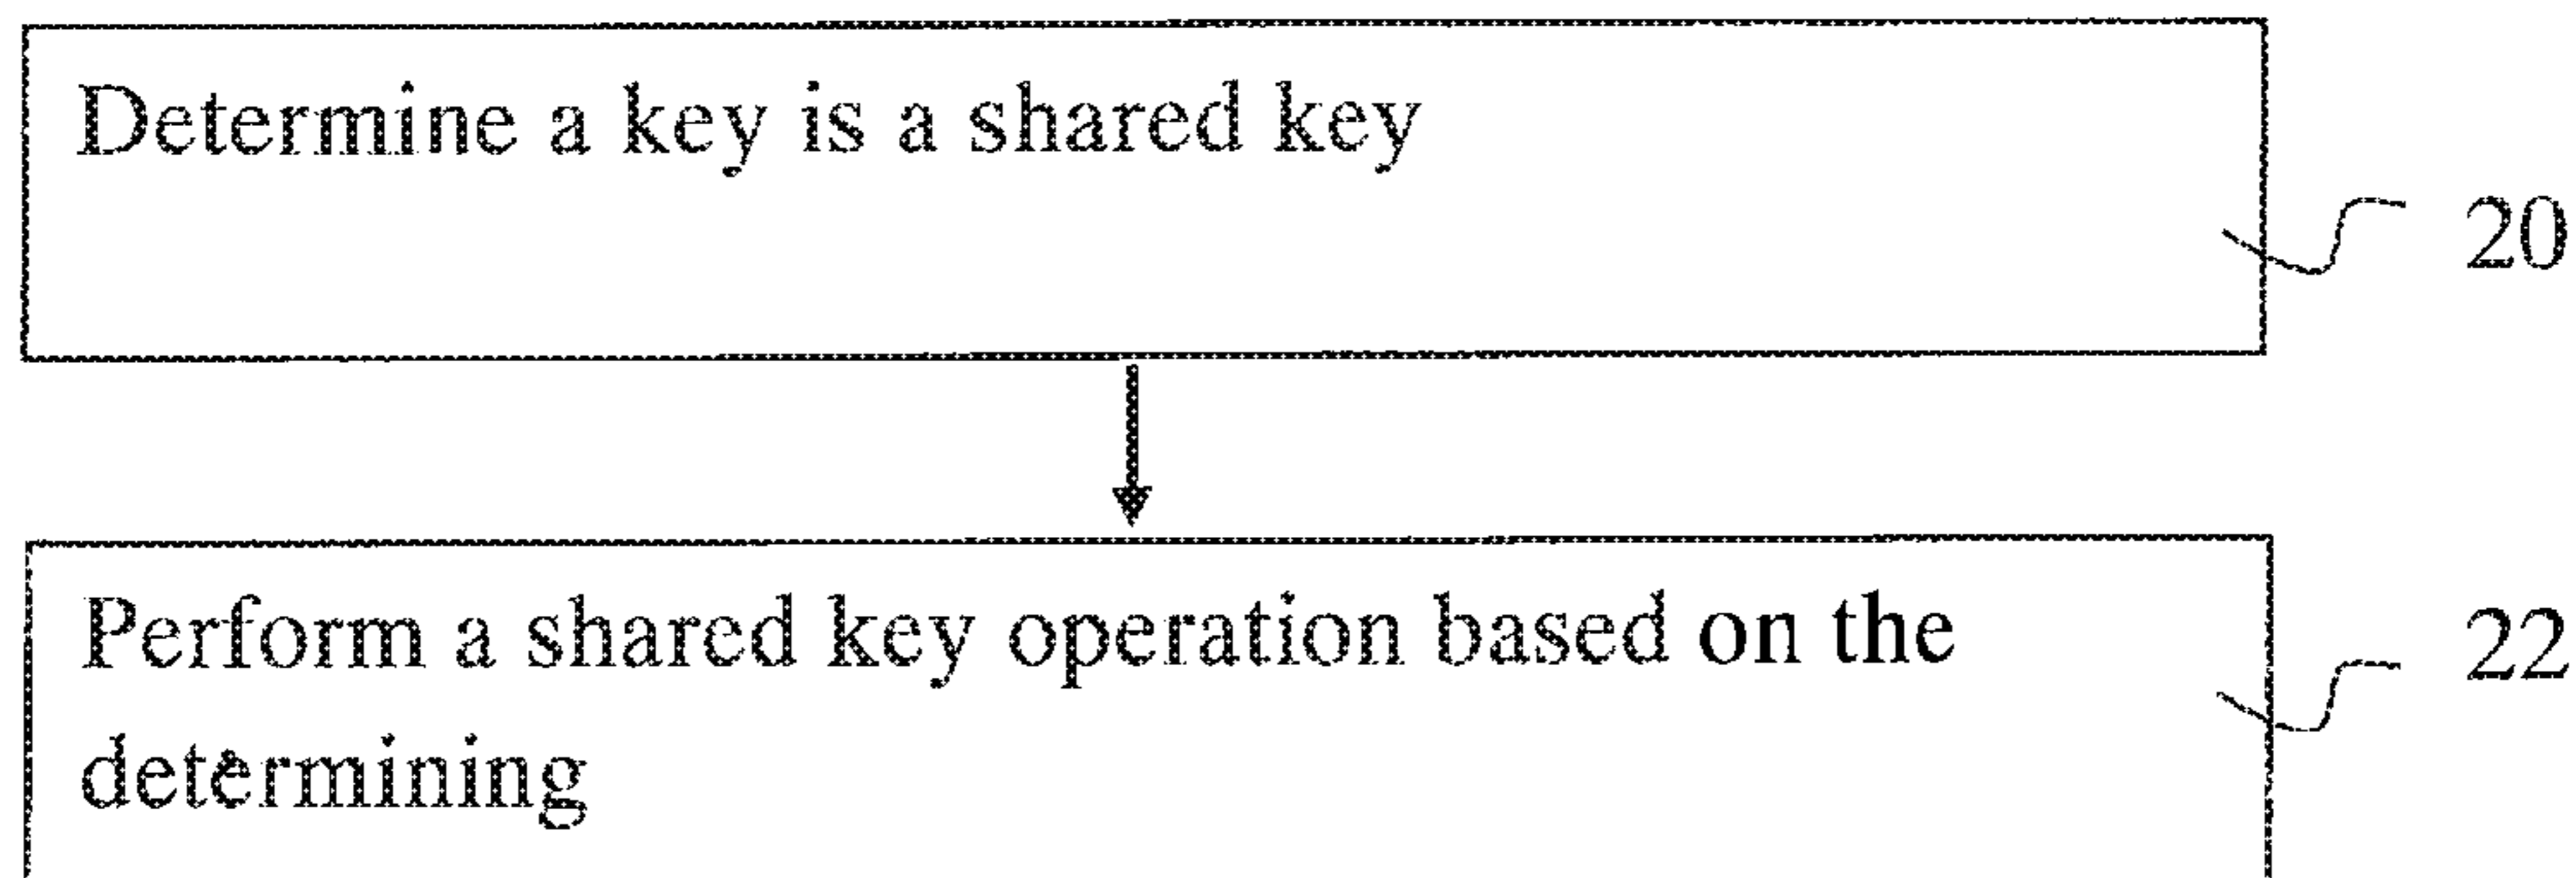 Determine a key is a shared key
20
Perform a shared key operation based on the
22
determining